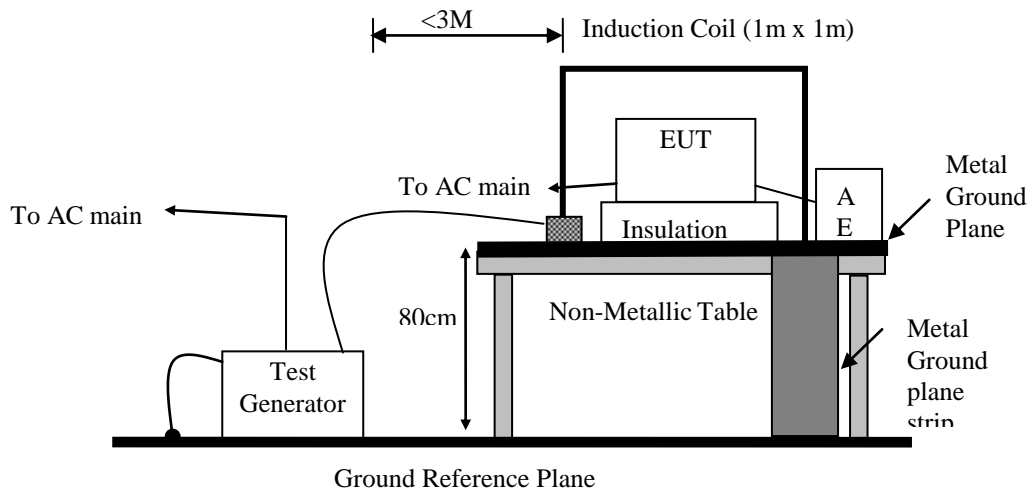 <3M
Induction Coil (1m x 1m)
EUT
To AC main
A
E
Metal
Ground
Plane
To AC main
Insulation
80cm
Non-Metallic Table
Metal
Ground
plane
strip
Test
Generator
Ground Reference Plane